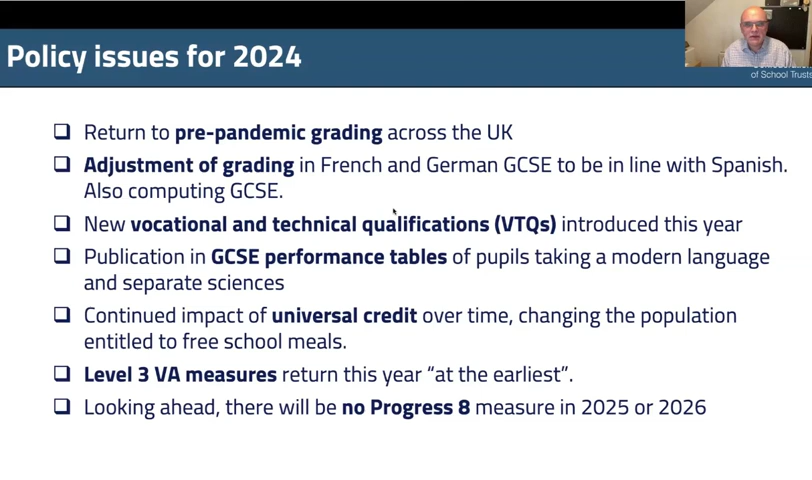 Policy issues for 2024
of School Trusts
Return to pre-pandemic grading across the UK
Adjustment of grading in French and German GCSE to be in line with Spanish.
Also computing GCSE.
New vocational and technical qualifications (VTQs) introduced this year
Publication in GCSE performance tables of pupils taking a modern language
and separate sciences
Continued impact of universal credit over time, changing the population
entitled to free school meals.
Level 3 VA measures return this year “at the earliest”.
Looking ahead, there will be no Progress 8 measure in 2025 or 2026